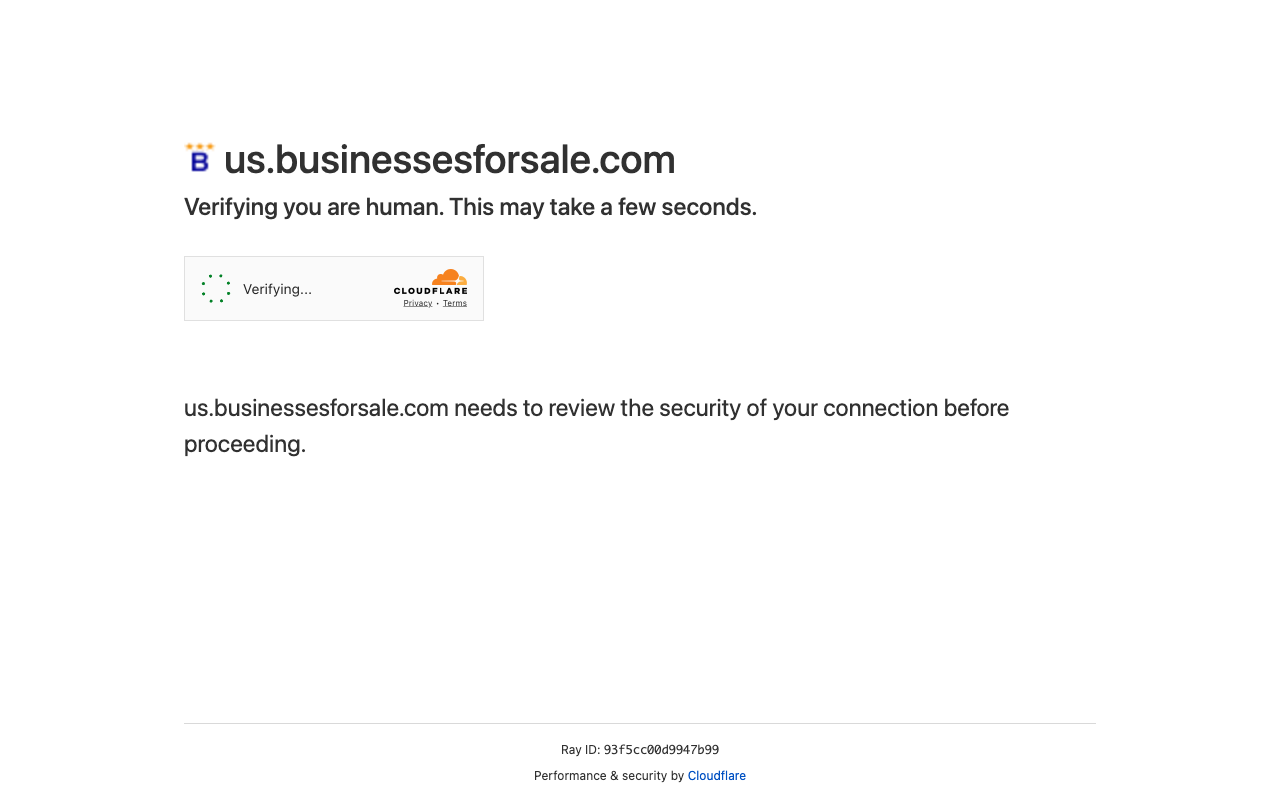 B us.businessesforsale.com
Verifying you are human. This may take a few seconds.
Verifying...
CLOUDFLARE
Privacy • Terms
us.businessesforsale.com needs to review the security of your connection before
proceeding.
Ray ID: 93f5cc00d9947b99
Performance & security by Cloudflare